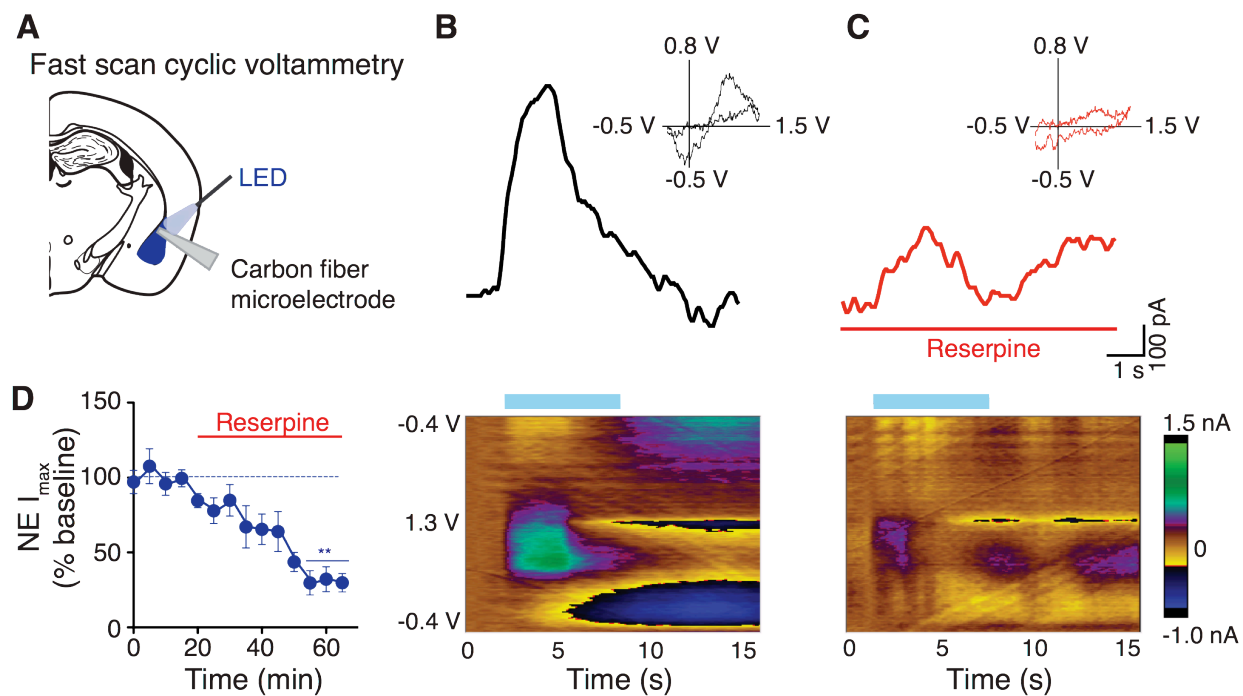 A
Fast scan cyclic voltammetry
LED
Carbon fiber
microelectrode
B
0.8 V
-0.5 V
1.5 V
-0.5 V
C
0.8 V
-0.5 V
1.5 V
-0.5 V
Reserpine
100 pA
1 s
D
NE Imax
(% baseline)
150
100
50
0
Reserpine
**
0
20
40
60
Time (min)
-0.4 V
1.3 V
-0.4 V
0
5
10
15
Time (s)
0
5
10
15
Time (s)
1.5 nA
0
-1.0 nA